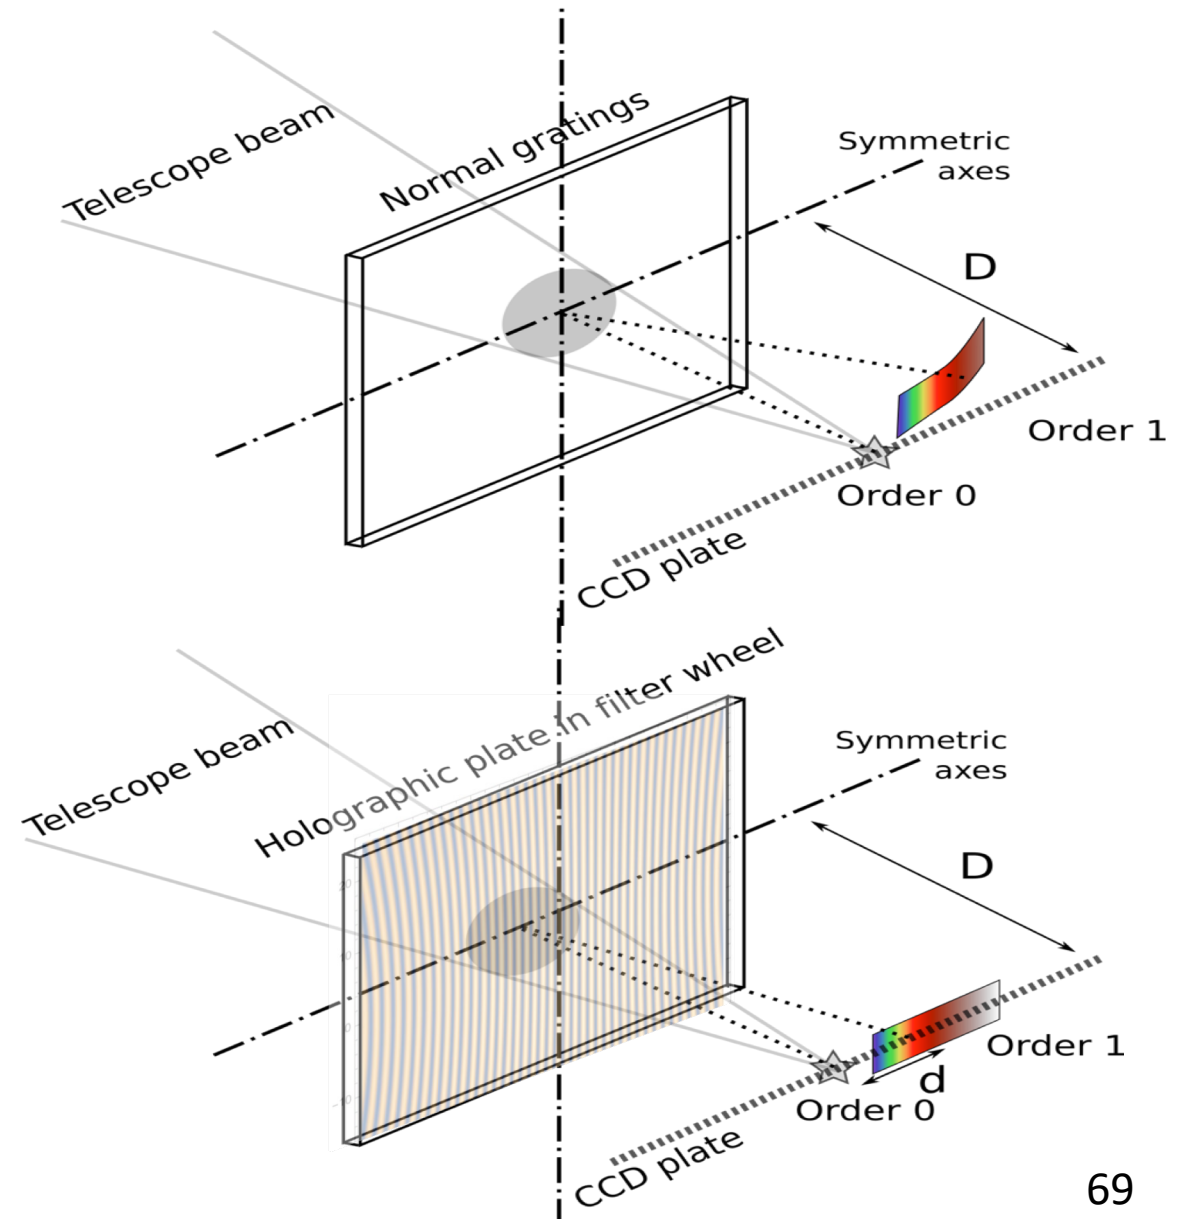 Telescope beam
Normal gratings
Symmetric
axes
D
Order 1
Order 0
CCD plate
Telescope beam
Holographic plate in filter wheel
Symmetric
axes
D
Order 1
d
Order 0
CCD plate
69